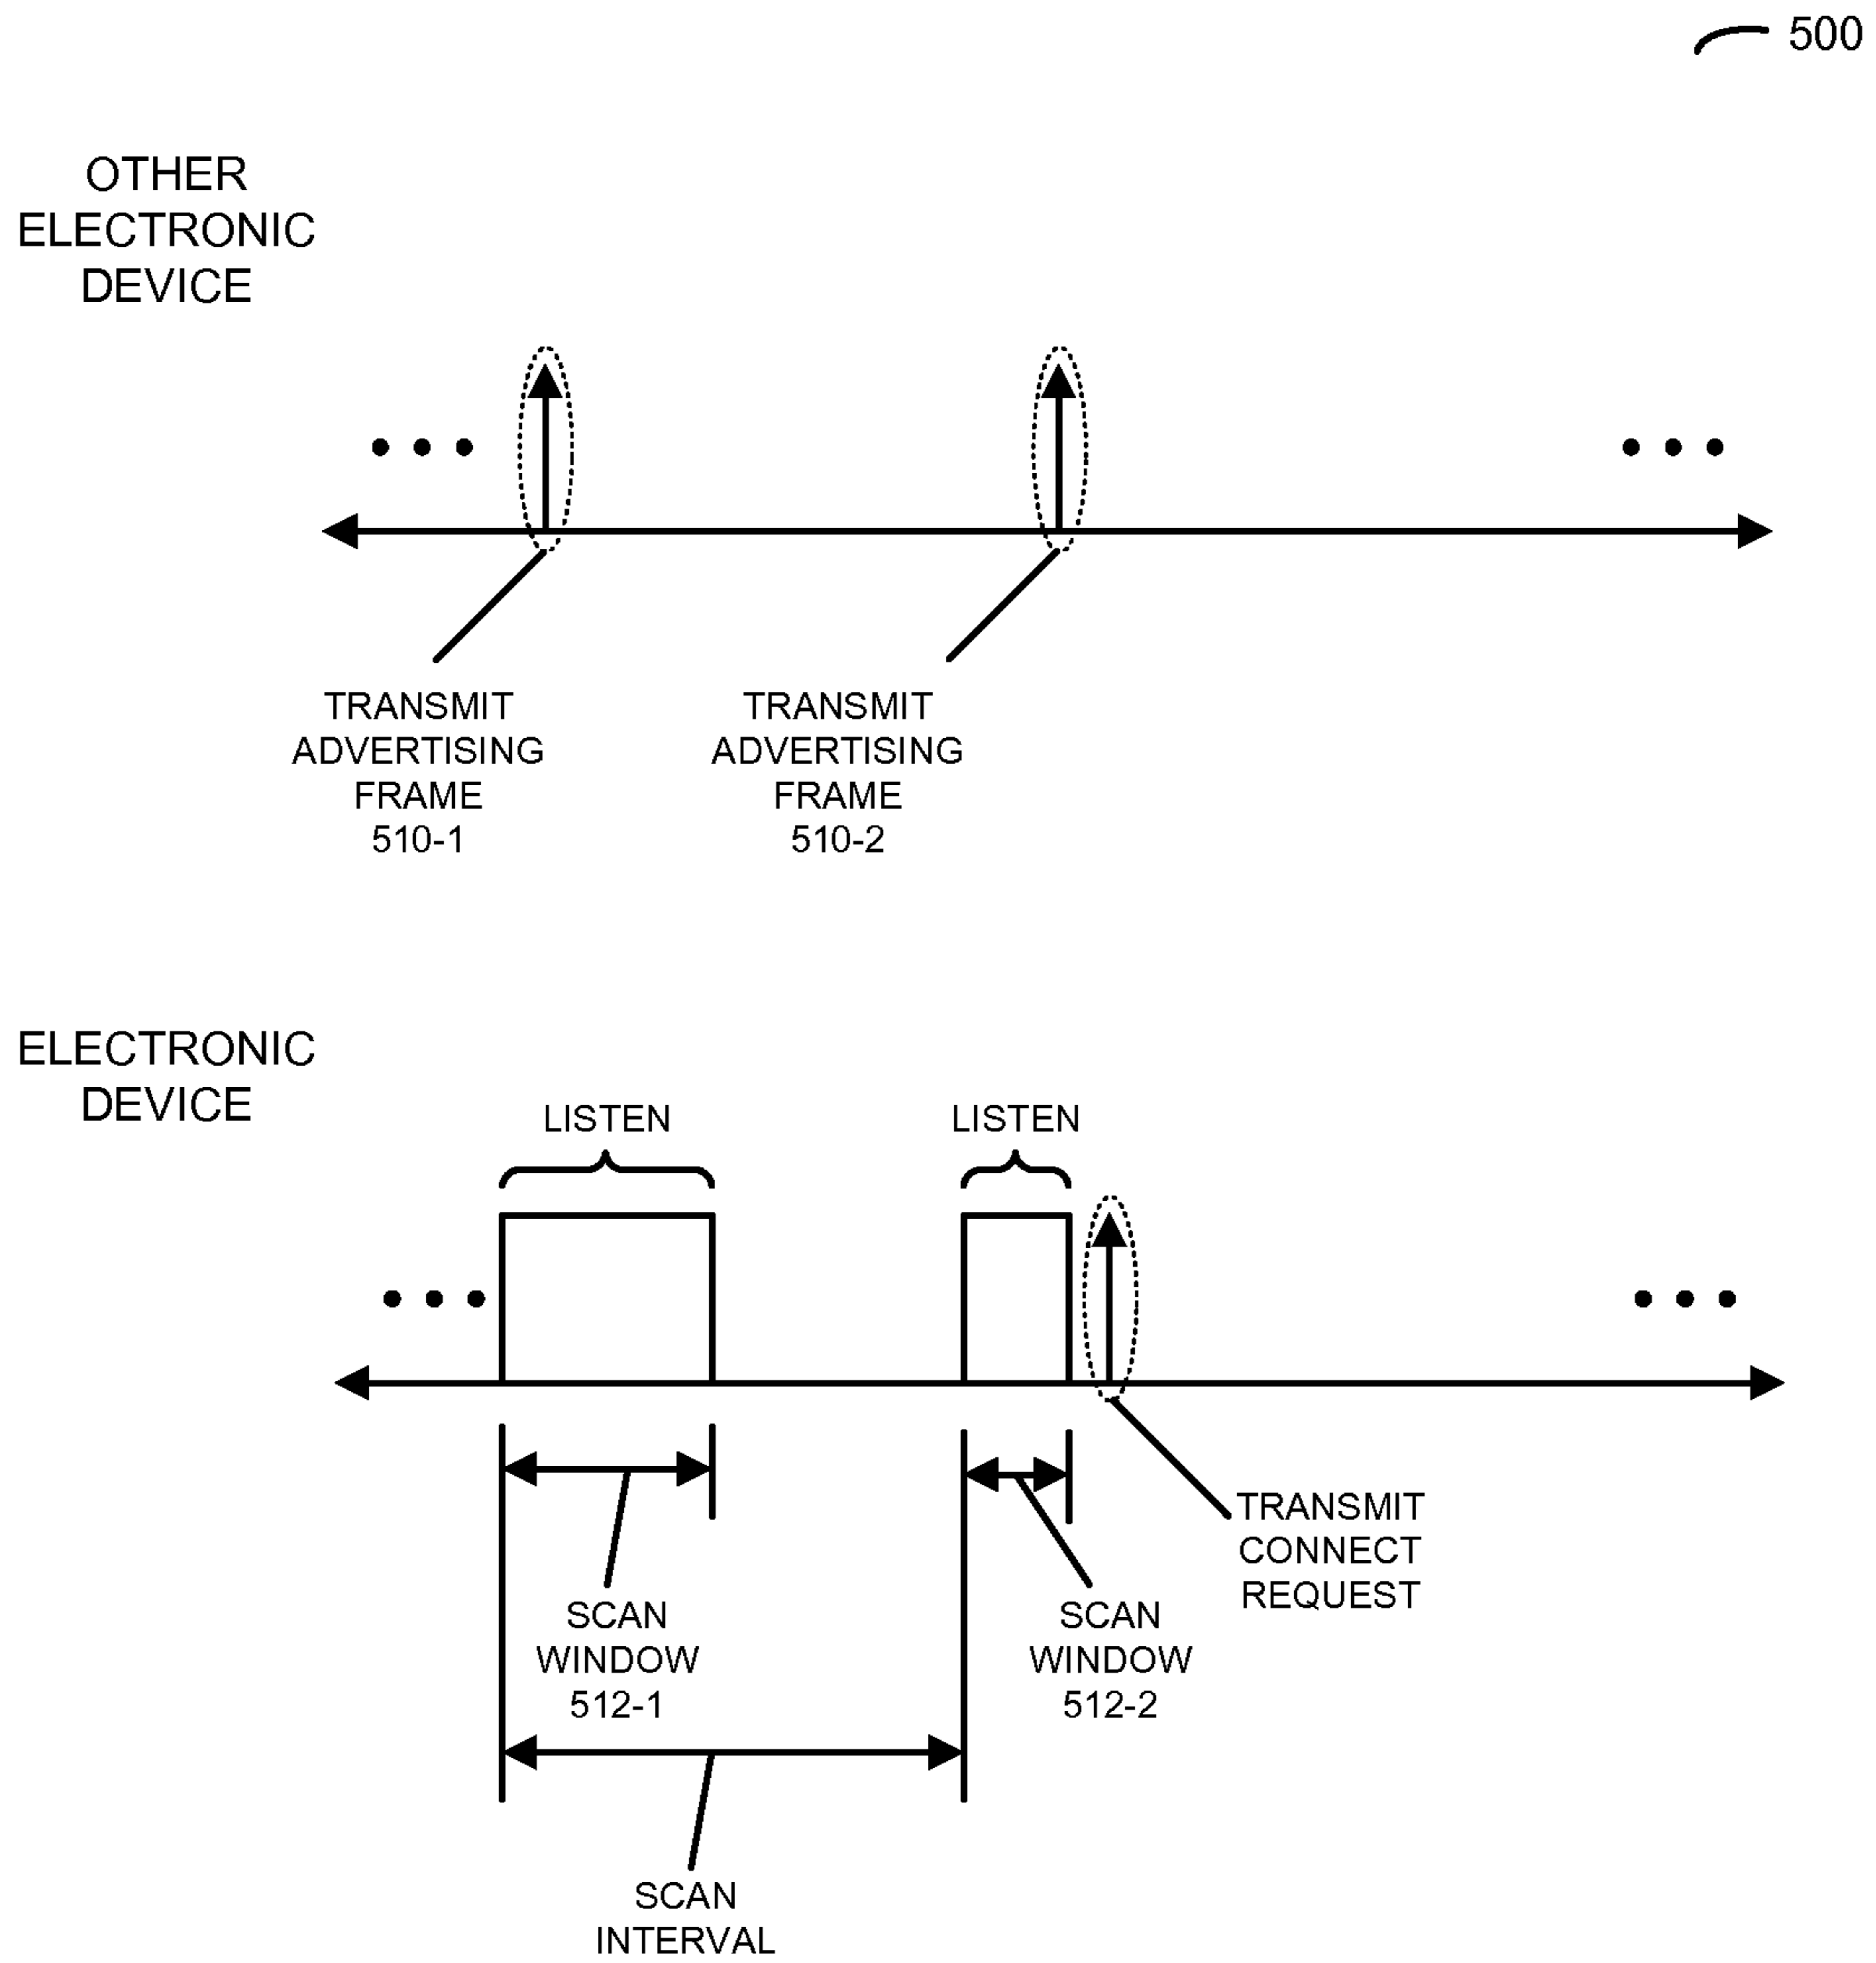 500
OTHER
ELECTRONIC
DEVICE
TRANSMIT
ADVERTISING
FRAME
510-1
TRANSMIT
ADVERTISING
FRAME
510-2
ELECTRONIC
DEVICE
LISTEN
LISTEN
TRANSMIT
CONNECT
REQUEST
SCAN
WINDOW
512-1
SCAN
WINDOW
512-2
SCAN
INTERVAL